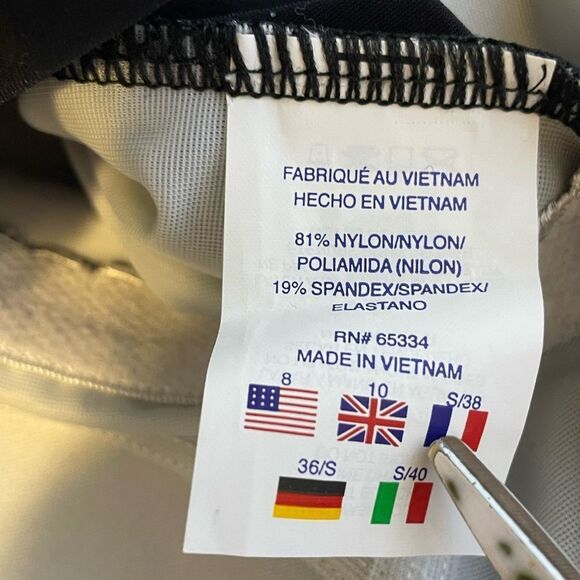 FABRIQUÉ AU VIETNAM
HECHO EN VIETNAM
81% NYLON/NYLON/
POLIAMIDA (NILON)
19% SPANDEX/SPANDEX/
ELASTANO
RN# 65334
MADE IN VIETNAM
8 10 S/38
36/S S/40